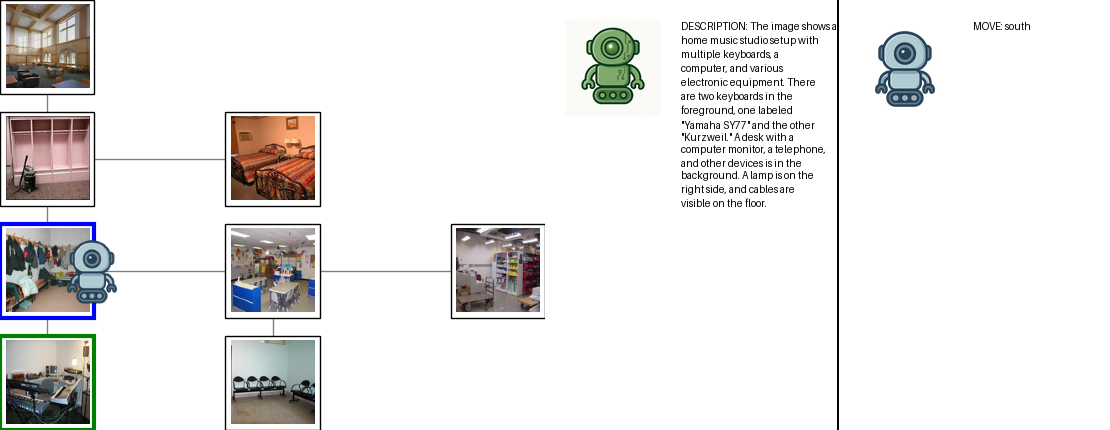 DESCRIPTION: The image shows a
home music studio setup with
multiple keyboards, a
computer, and various
electronic equipment. There
are two keyboards in the
foreground, one labeled
"Yamaha SY77" and the other
"Kurzweil." A desk with a
computer monitor, a telephone,
and other devices is in the
background. A lamp is on the
right side, and cables are
visible on the floor.
MOVE: south